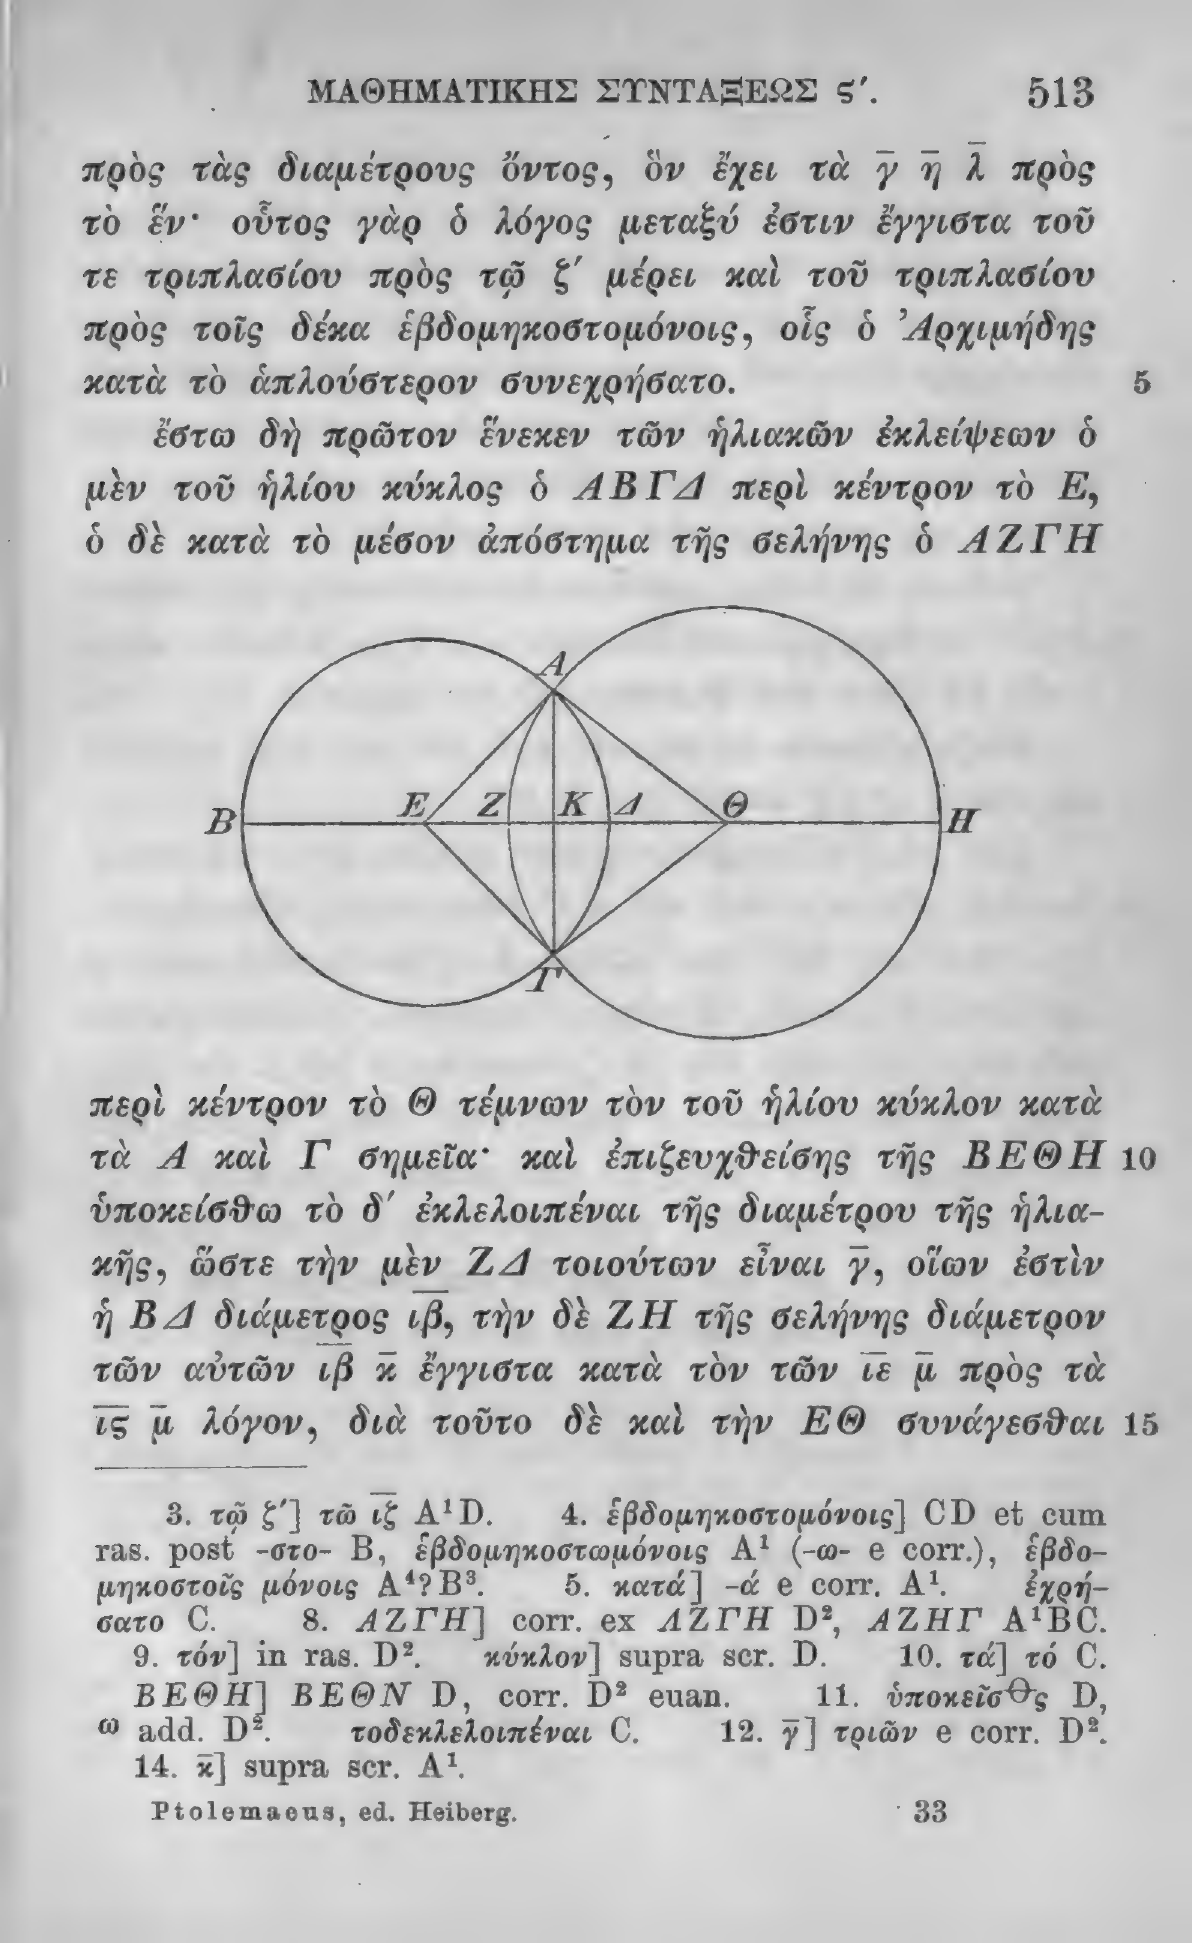 ΜΑΘΗΜΑΤΙΚΗΣ ΣΥΝΤΑΞΕΩΣ ϛ′. 513
πρὸς τὰς διαμέτρους ὄντος, ὃν ἔχει τὰ γ̅ η̅ λ̅ πρὸς
τὸ ἕν· οὗτος γὰρ ὁ λόγος μεταξύ ἐστιν ἔγγιστα τοῦ
τε τριπλασίου πρὸς τῷ ζ′ μέρει καὶ τοῦ τριπλασίου
πρὸς τοῖς δέκα ἑβδομηκοστομόνοις, οἷς ὁ Ἀρχιμήδης
κατὰ τὸ ἁπλούστερον συνεχρήσατο. 5
ἔστω δὴ πρῶτον ἕνεκεν τῶν ἡλιακῶν ἐκλείψεων ὁ
μὲν τοῦ ἡλίου κύκλος ὁ ΑΒΓΔ περὶ κέντρον τὸ Ε,
ὁ δὲ κατὰ τὸ μέσον ἀπόστημα τῆς σελήνης ὁ ΑΖΓΗ
Α
Β Ε Ζ Κ Δ Θ Η
Γ
περὶ κέντρον τὸ Θ τέμνων τὸν τοῦ ἡλίου κύκλον κατὰ
τὰ Α καὶ Γ σημεῖα· καὶ ἐπιζευχθείσης τῆς ΒΕΘΗ 10
ὑποκείσθω τὸ δ′ ἐκλελοιπέναι τῆς διαμέτρου τῆς ἡλια-
κῆς, ὥστε τὴν μὲν ΖΔ τοιούτων εἶναι γ̅, οἵων ἐστὶν
ἡ ΒΔ διάμετρος ι̅β̅, τὴν δὲ ΖΗ τῆς σελήνης διάμετρον
τῶν αὐτῶν ι̅β̅ κ̅ ἔγγιστα κατὰ τὸν τῶν ι̅ε̅ μ̅ πρὸς τὰ
ι̅ϛ̅ μ̅ λόγον, διὰ τοῦτο δὲ καὶ τὴν ΕΘ συνάγεσθαι 15
3. τῷ ζ′] τῶ ι̅ζ̅ A¹D. 4. ἑβδομηκοστομόνοις] CD et cum
ras. post -στο- B, ἑβδομηκοστωμόνοις A¹ (-ω- e corr.), ἑβδο-
μηκοστοῖς μόνοις A⁴? B³. 5. κατά] -ά e corr. A¹. ἐχρή-
σατο C. 8. ΑΖΓΗ] corr. ex ΛΖΓΗ D², ΑΖΗΓ A¹BC.
9. τόν] in ras. D². κύκλον] supra scr. D. 10. τά] τό C.
ΒΕΘΗ] ΒΕΘΝ D, corr. D² euan. 11. ὑποκεῖσθς D,
ω add. D². τοδεκλελοιπέναι C. 12. γ̅] τριῶν e corr. D².
14. κ̅] supra scr. A¹.
Ptolemaeus, ed. Heiberg. 33